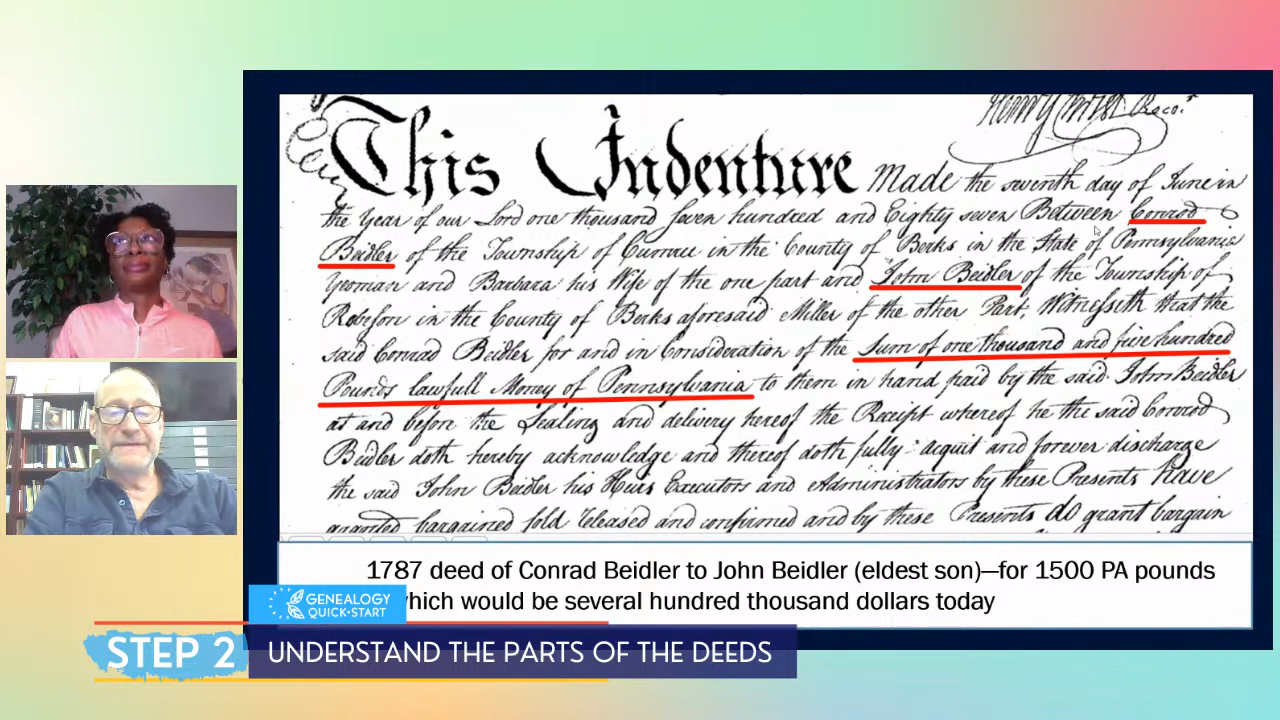 Reco.r
This Indenture Made the seventh day of June in
the Year of our Lord one thousand seven hundred and Eighty seven Between Conrod
Beidler of the Township of Cumru in the County of Berks in the State of Pennsylvania
Yeoman and Barbara his Wife of the one part and John Beidler of the Township of
Robeson in the County of Berks aforesaid Miller of the other Part. Witnesseth that the
said Conrod Beidler for and in Consideration of the Sum of one thousand and five hundred
Pounds lawfull Money of Pennsylvania to them in hand paid by the said John Beidler
at and before the Sealing and delivery hereof the Receipt whereof he the said Conrod
Beidler doth hereby acknowledge and thereof doth fully acquit and forever discharge
the said John Beidler his Heirs Executors and Administrators by these Presents have
granted bargained sold released and confirmed and by these Presents do grant bargain
1787 deed of Conrad Beidler to John Beidler (eldest son)—for 1500 PA pounds
which would be several hundred thousand dollars today
GENEALOGY
QUICK•START
STEP 2 UNDERSTAND THE PARTS OF THE DEEDS